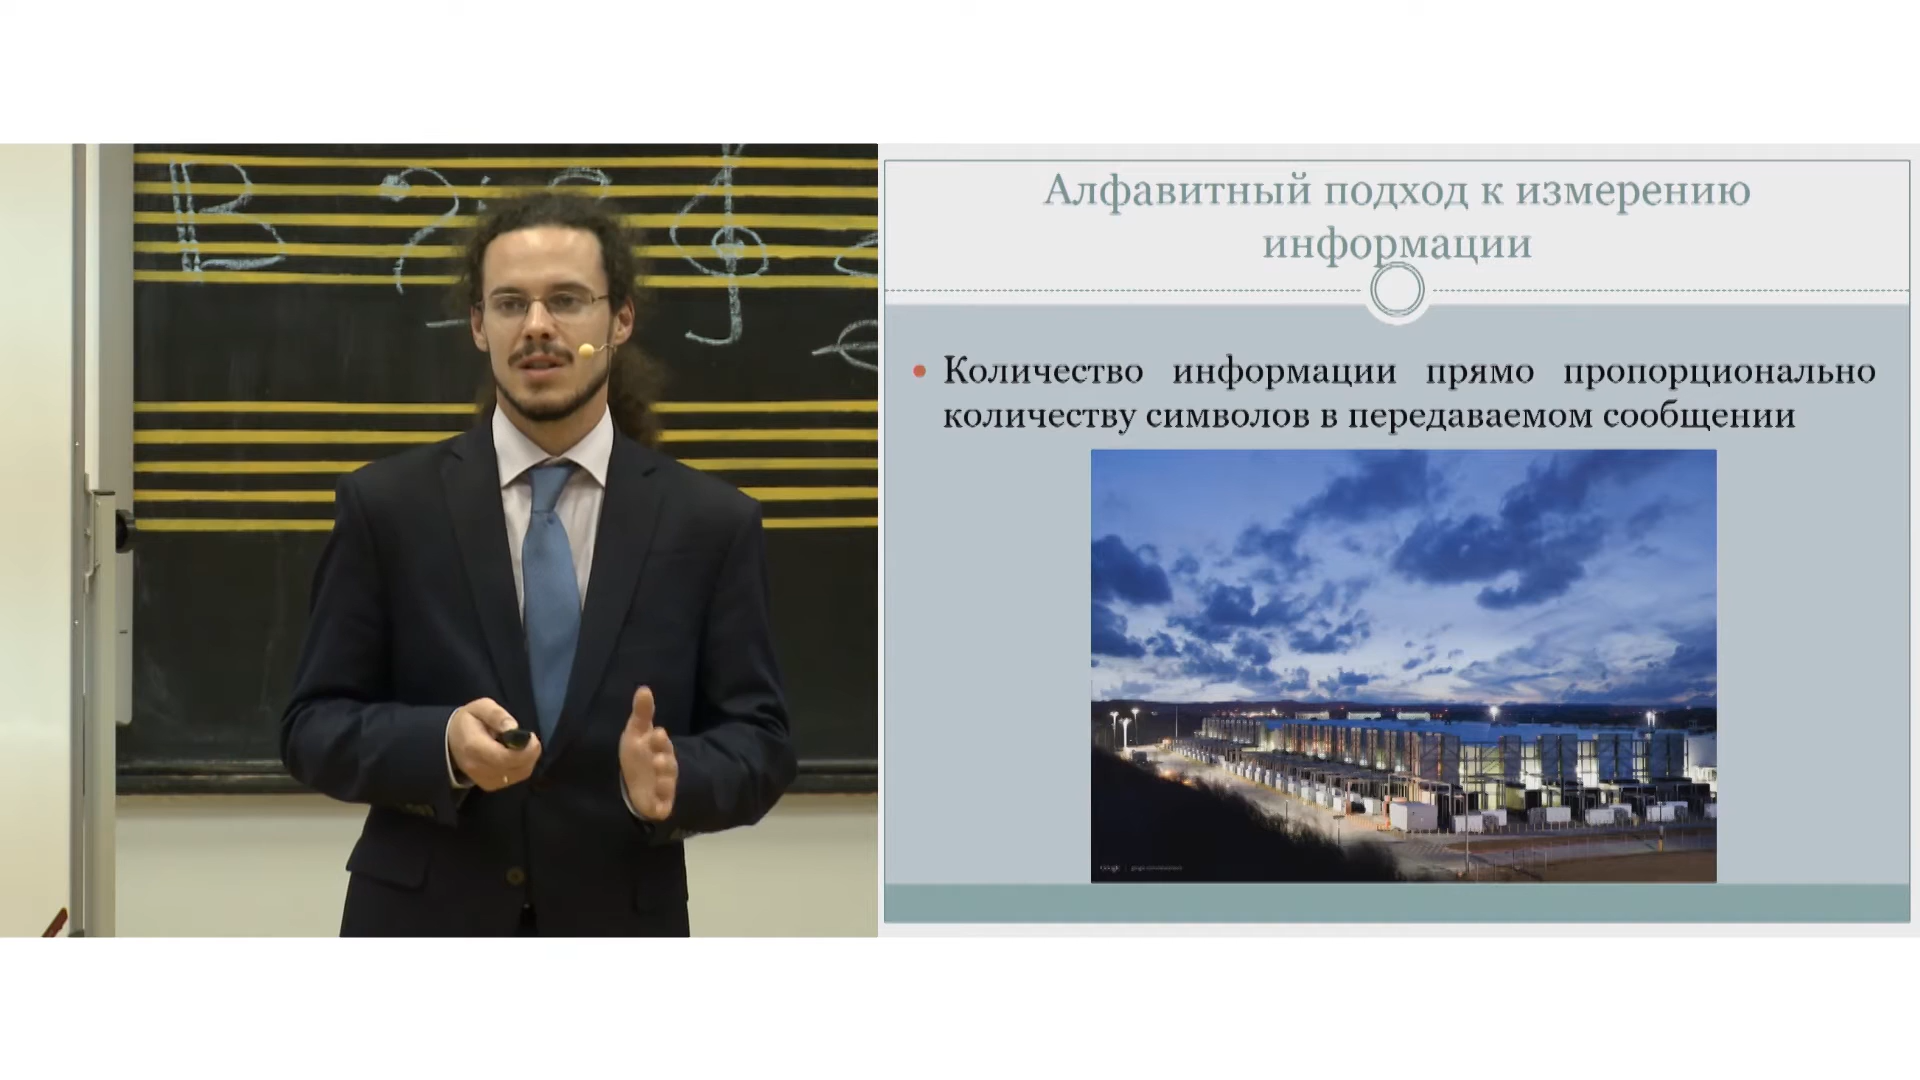 Алфавитный подход к измерению
информации
Количество информации прямо пропорционально
количеству символов в передаваемом сообщении